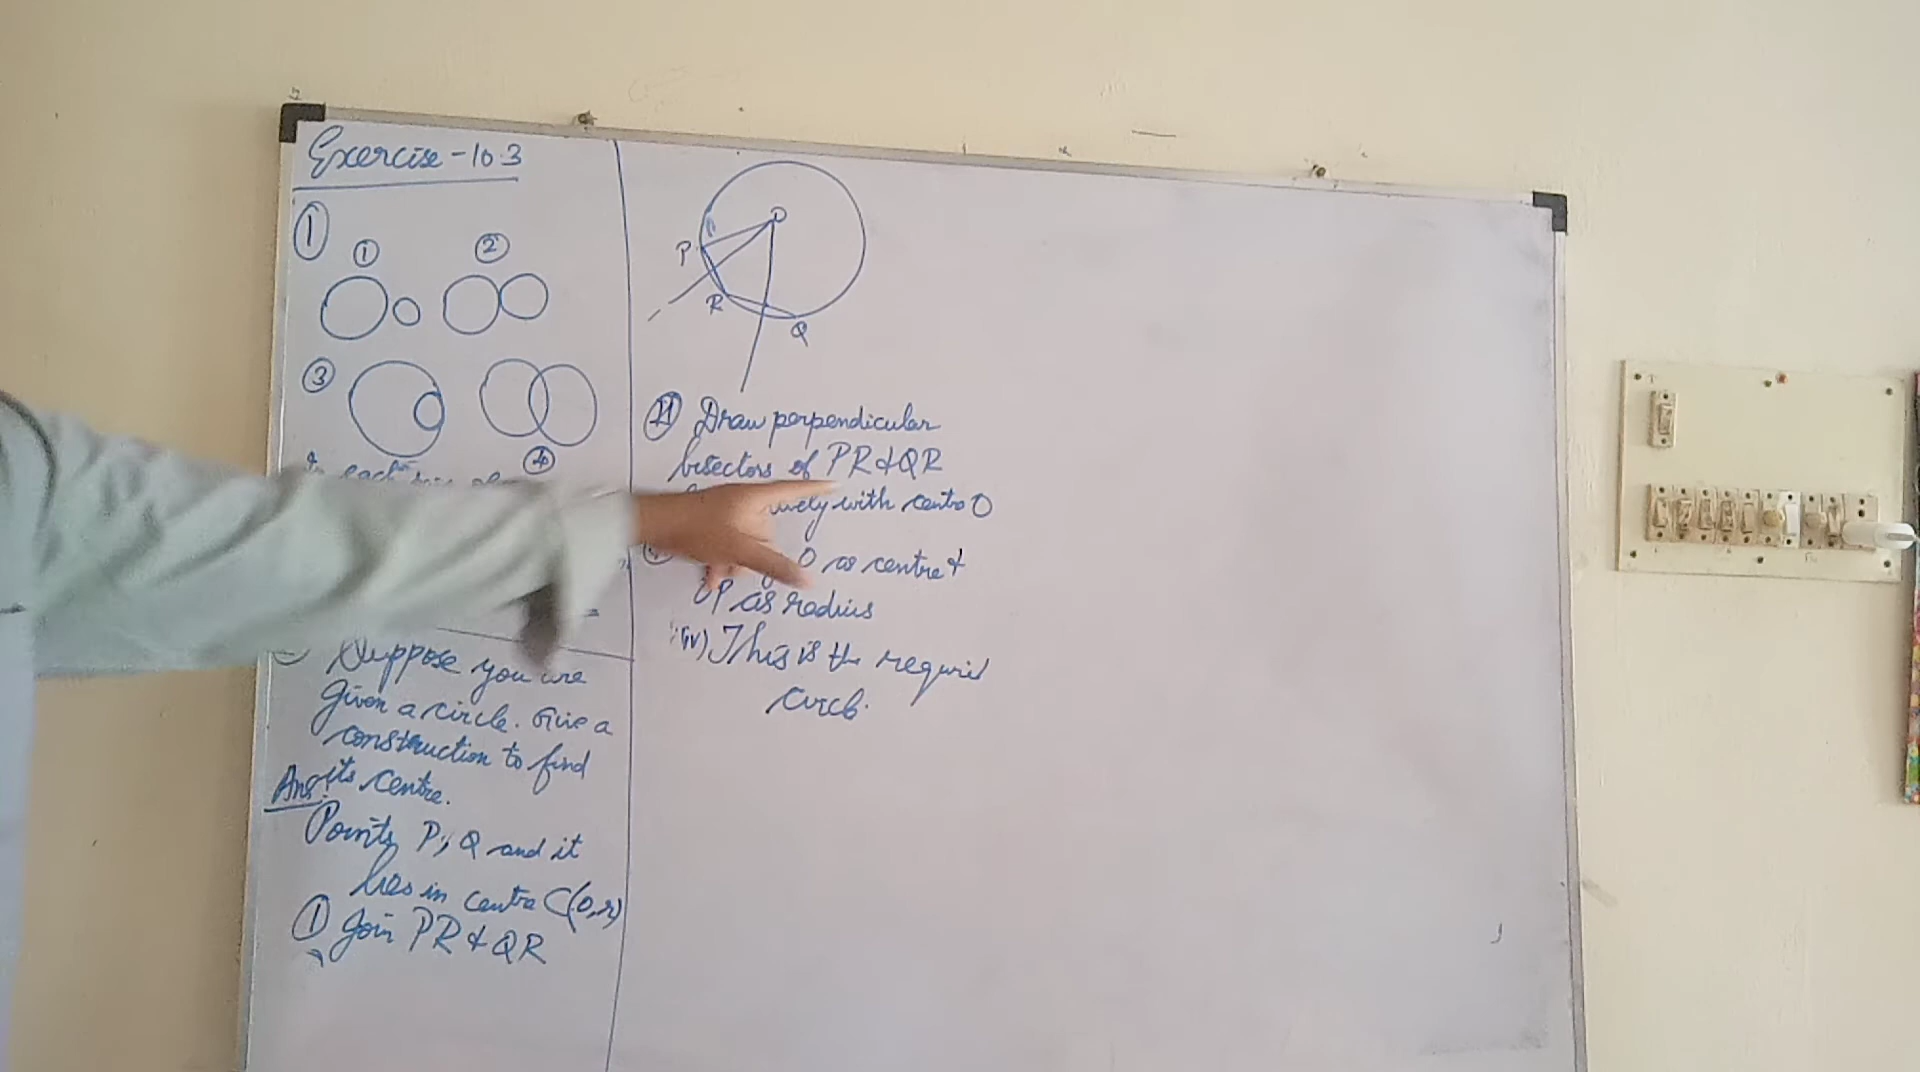 Exercise - 10.3
①
① ②
③
④
in each
② Suppose you are
given a circle. Give a
construction to find
its centre.
Ans:
Points P, Q and it
lies in centre C(O,r)
① Join PR & QR
O
P
R
Q
II Draw perpendicular
bisectors of PR & QR
with centre O
O as centre &
OP as radius
(iv) This is the required
circle.